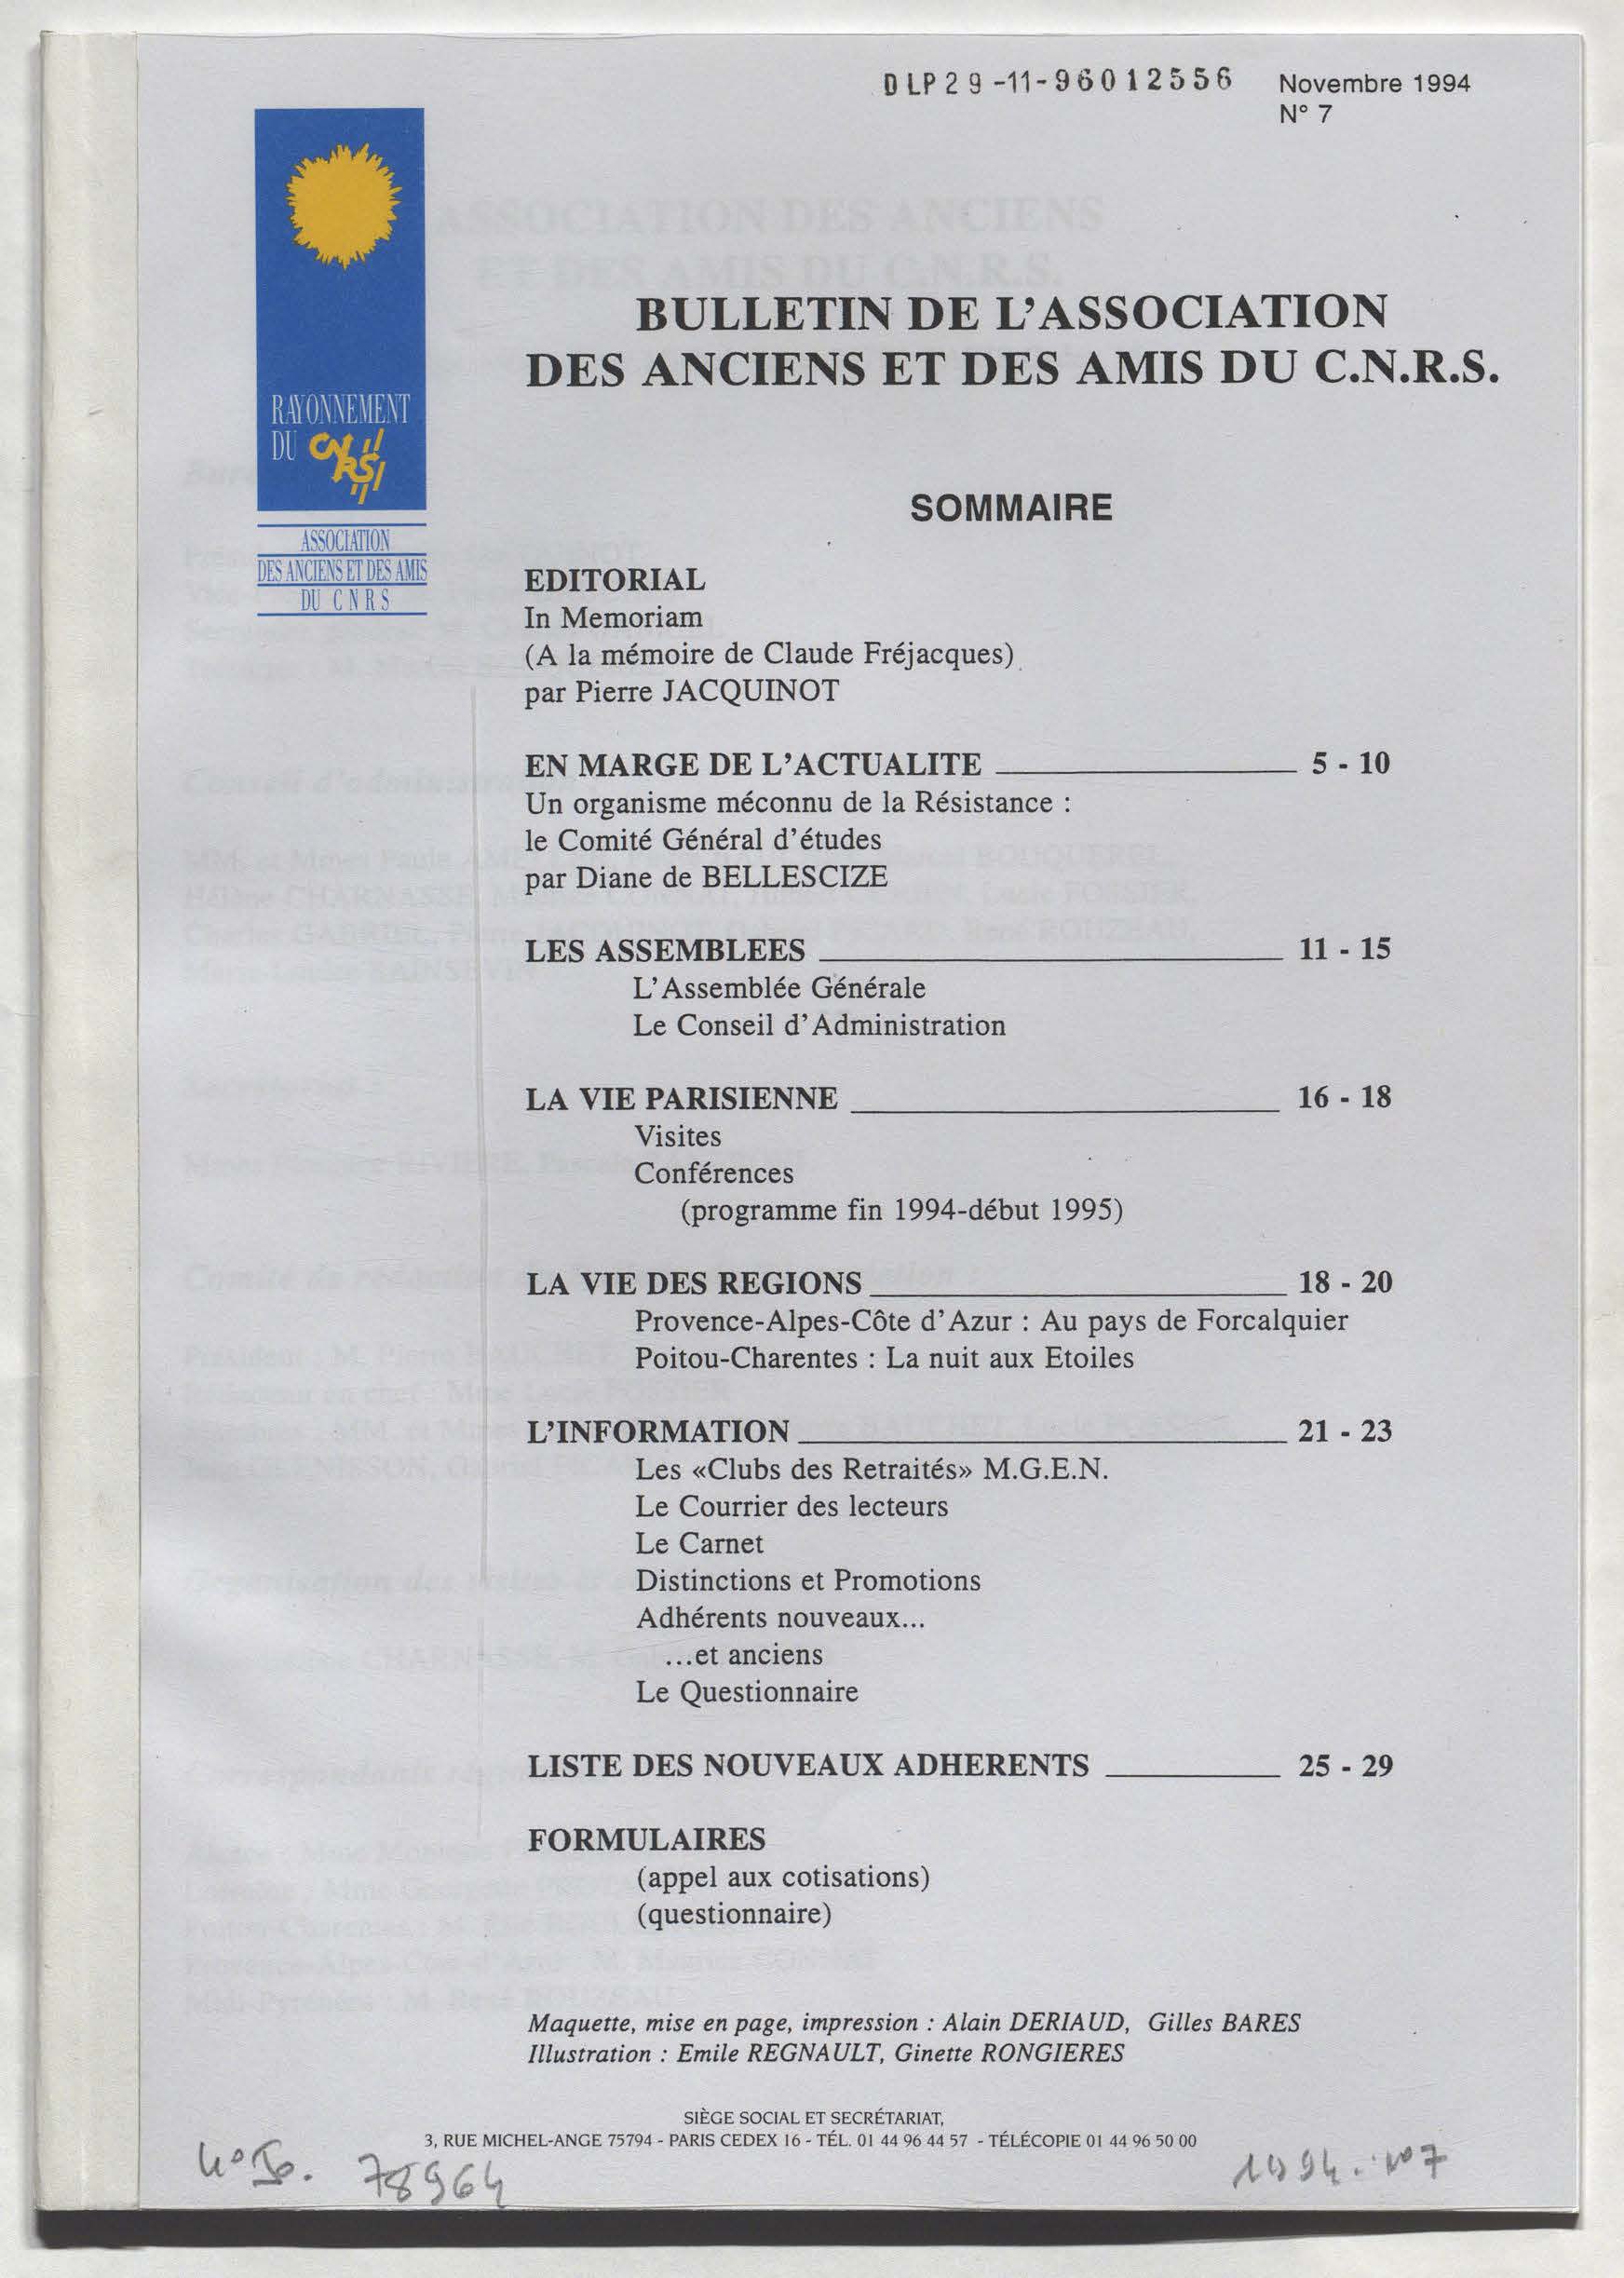 DLP29-11-96012556
Novembre 1994
N° 7
RAYONNEMENT
DU CNRS
ASSOCIATION
DES ANCIENS ET DES AMIS
DU CNRS
BULLETIN DE L'ASSOCIATION
DES ANCIENS ET DES AMIS DU C.N.R.S.
SOMMAIRE
EDITORIAL
In Memoriam
(A la mémoire de Claude Fréjacques)
par Pierre JACQUINOT
EN MARGE DE L'ACTUALITE 5 - 10
Un organisme méconnu de la Résistance :
le Comité Général d'études
par Diane de BELLESCIZE
LES ASSEMBLEES 11 - 15
L'Assemblée Générale
Le Conseil d'Administration
LA VIE PARISIENNE 16 - 18
Visites
Conférences
(programme fin 1994-début 1995)
LA VIE DES REGIONS 18 - 20
Provence-Alpes-Côte d'Azur : Au pays de Forcalquier
Poitou-Charentes : La nuit aux Etoiles
L'INFORMATION 21 - 23
Les «Clubs des Retraités» M.G.E.N.
Le Courrier des lecteurs
Le Carnet
Distinctions et Promotions
Adhérents nouveaux...
...et anciens
Le Questionnaire
LISTE DES NOUVEAUX ADHERENTS 25 - 29
FORMULAIRES
(appel aux cotisations)
(questionnaire)
Maquette, mise en page, impression : Alain DERIAUD, Gilles BARES
Illustration : Emile REGNAULT, Ginette RONGIERES
SIÈGE SOCIAL ET SECRÉTARIAT,
3, RUE MICHEL-ANGE 75794 - PARIS CEDEX 16 - TÉL. 01 44 96 44 57 - TÉLÉCOPIE 01 44 96 50 00
78964
1994. n°7